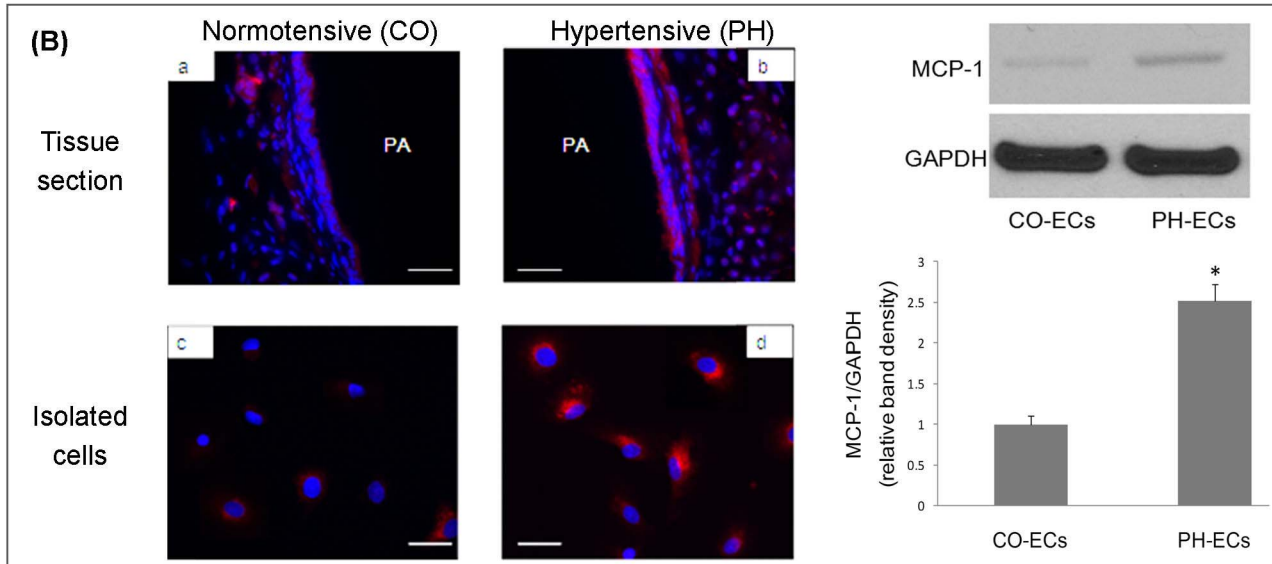 (B)
Normotensive (CO)
Hypertensive (PH)
Tissue
section
a
PA
b
PA
Isolated
cells
c
d
MCP-1
GAPDH
CO-ECs
PH-ECs
MCP-1/GAPDH
(relative band density)
3
2.5
2
1.5
1
0.5
0
*
CO-ECs
PH-ECs